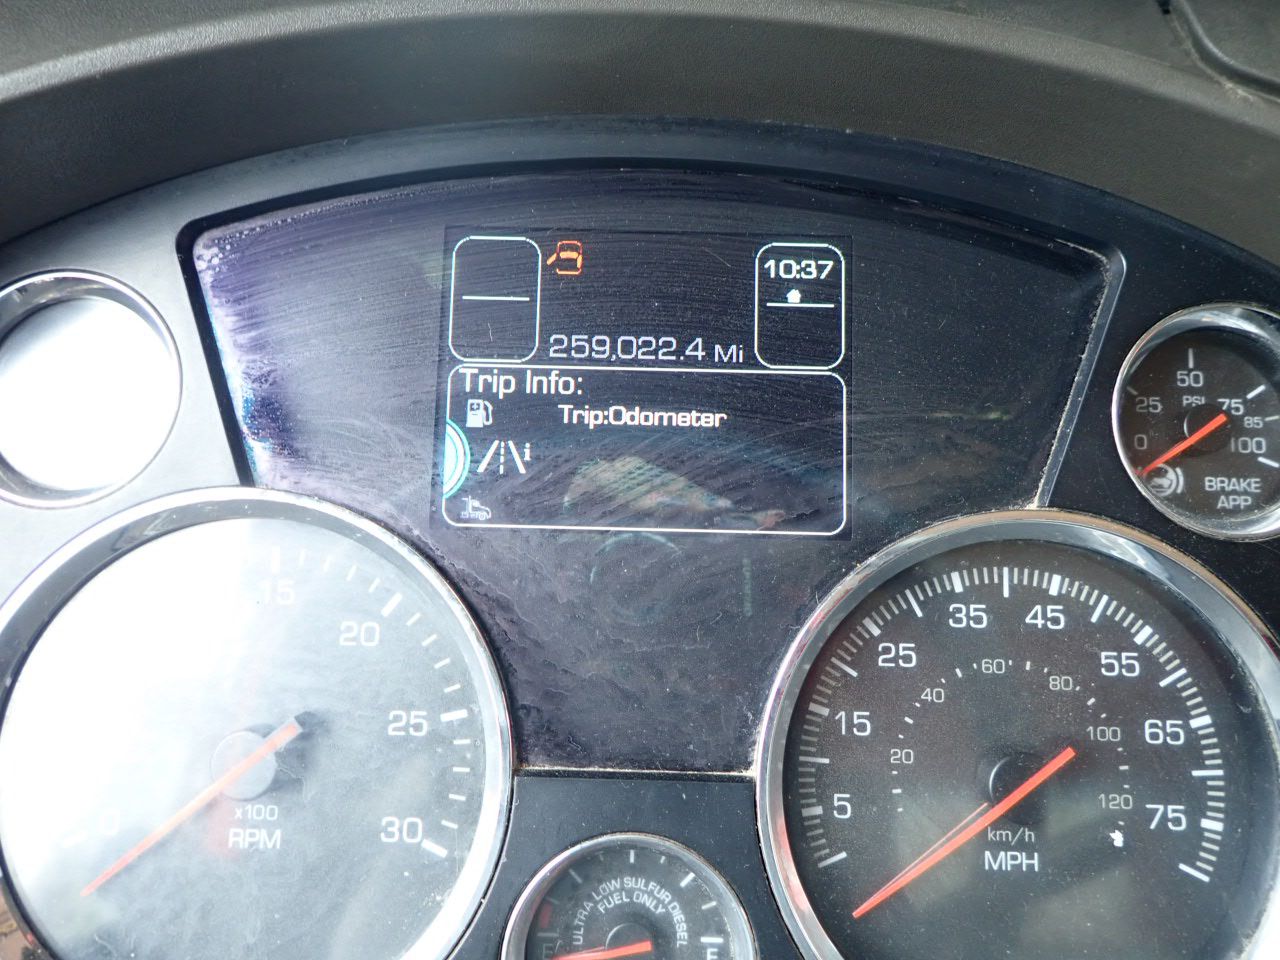 10:37
259,022.4 Mi
Trip Info:
Trip:Odometer
i
50
25 PSI 75
85
0 100
BRAKE
APP
15
20
25
30
0
x100
RPM
35 45
25 55
15 65
5 75
60
40 80
20 100
120
km/h
MPH
ULTRA LOW SULFUR DIESEL
FUEL ONLY